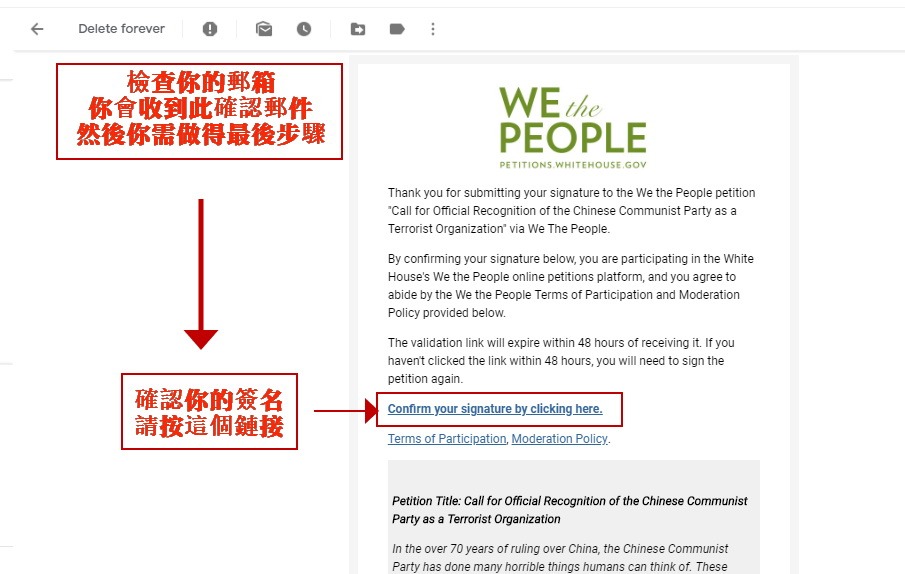 Delete forever
檢查你的郵箱
你會收到此確認郵件
然後你需做得最後步驟
WE the
PEOPLE
PETITIONS.WHITEHOUSE.GOV
Thank you for submitting your signature to the We the People petition
"Call for Official Recognition of the Chinese Communist Party as a
Terrorist Organization" via We The People.
By confirming your signature below, you are participating in the White
House's We the People online petitions platform, and you agree to
abide by the We the People Terms of Participation and Moderation
Policy provided below.
The validation link will expire within 48 hours of receiving it. If you
haven't clicked the link within 48 hours, you will need to sign the
petition again.
確認你的簽名
請按這個鏈接
Confirm your signature by clicking here.
Terms of Participation, Moderation Policy.
Petition Title: Call for Official Recognition of the Chinese Communist
Party as a Terrorist Organization
In the over 70 years of ruling over China, the Chinese Communist
Party has done many horrible things humans can think of. These